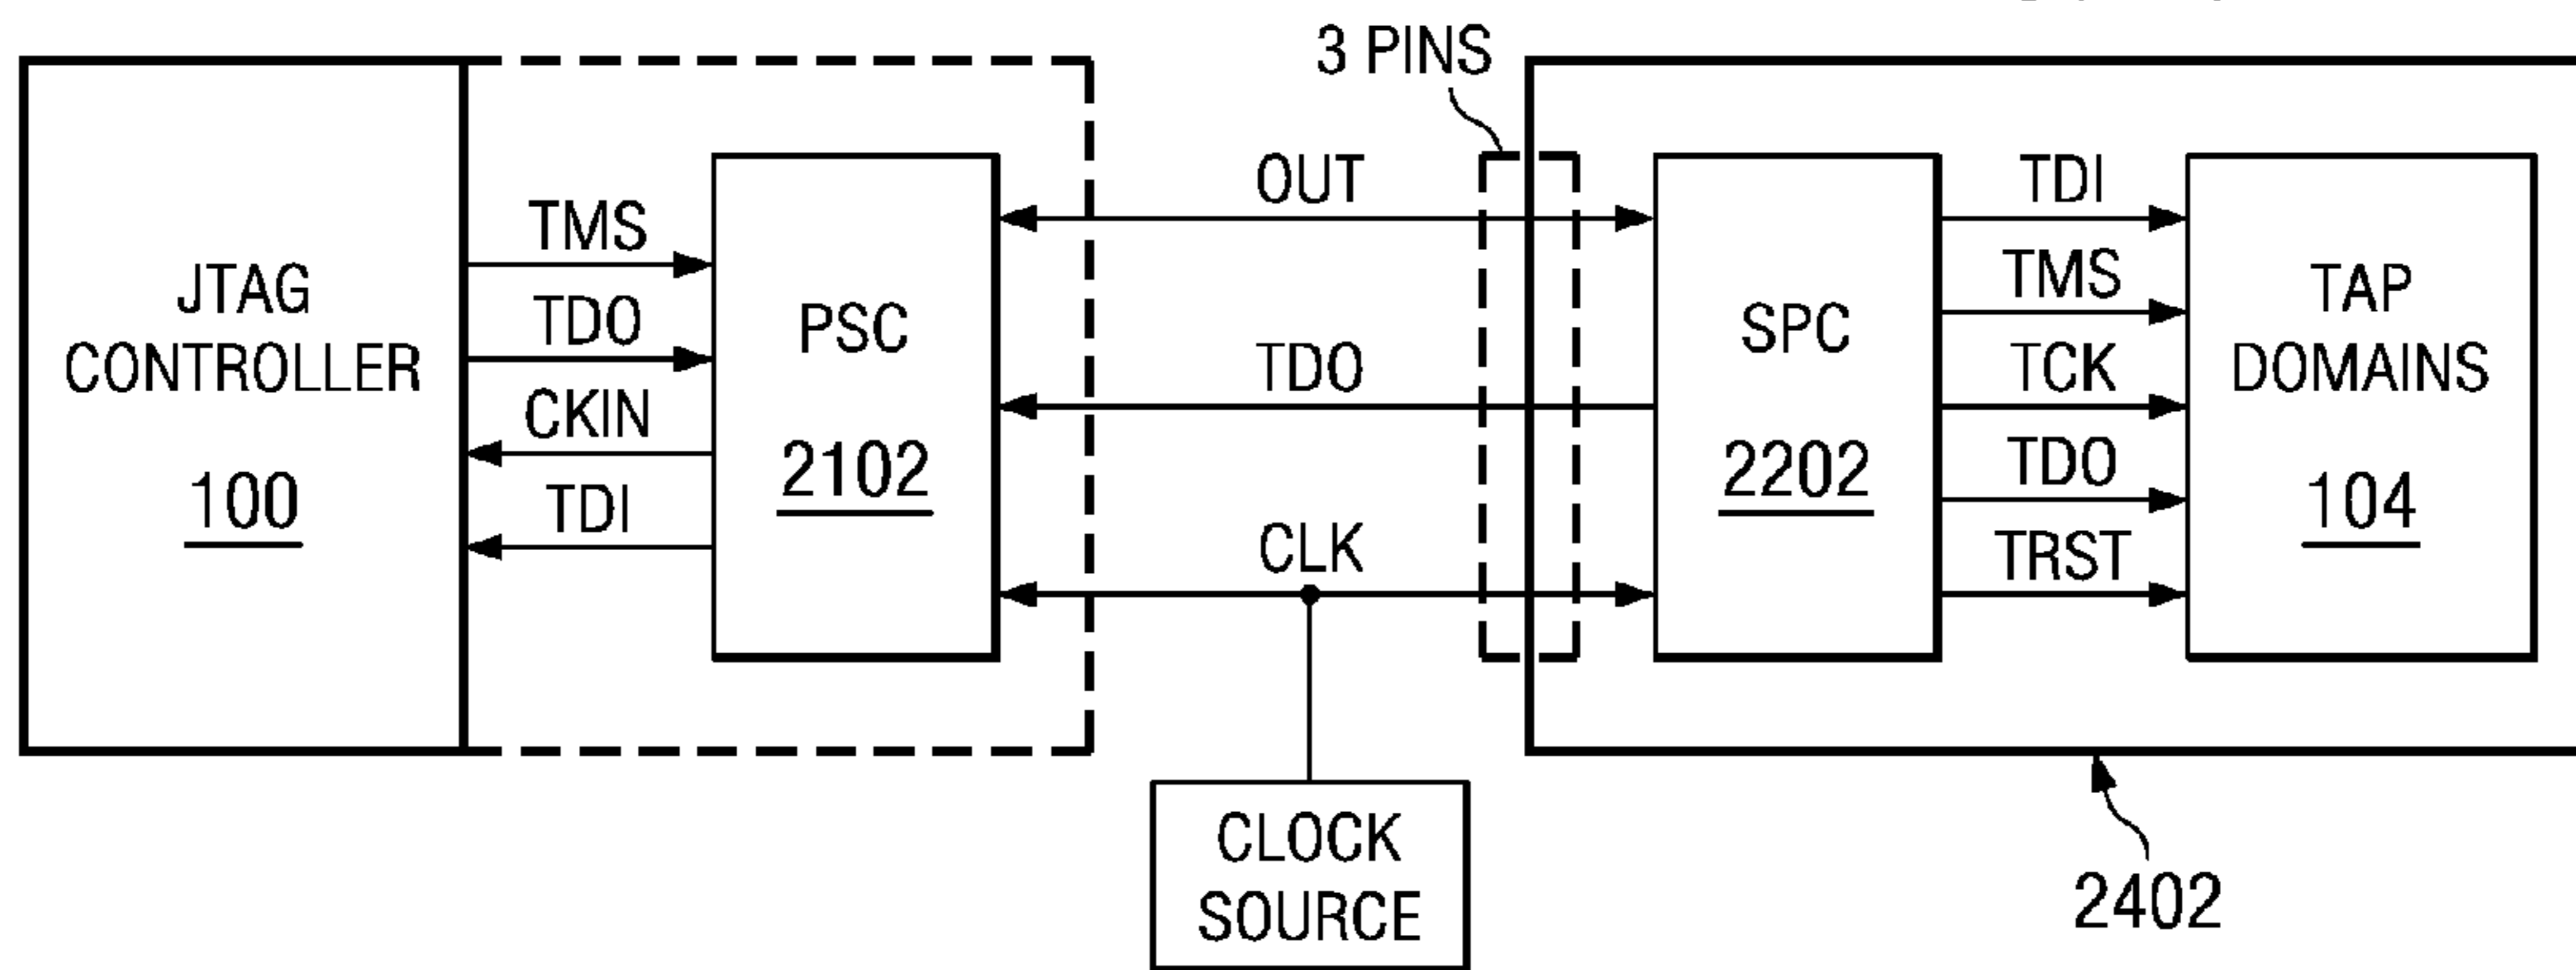 3 PINS
JTAG
CONTROLLER
100
TMS
TDO
CKIN
TDI
PSC
2102
OUT
TDO
CLK
SPC
2202
TDI
TMS
TCK
TDO
TRST
TAP
DOMAINS
104
CLOCK
SOURCE
2402